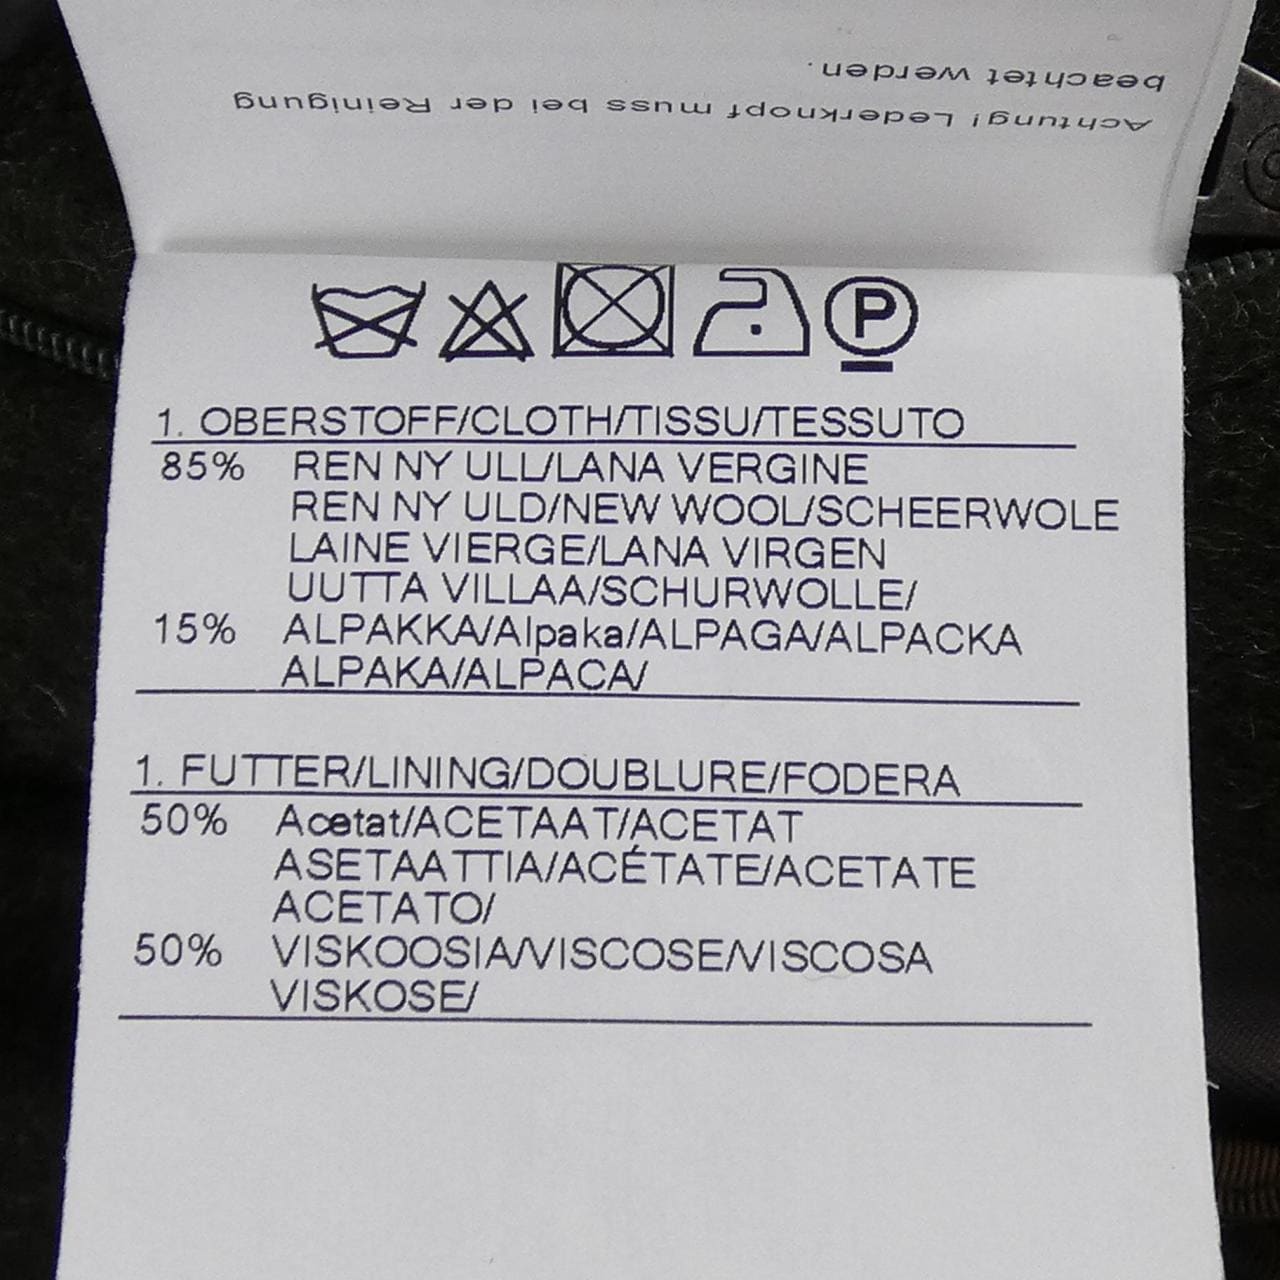 Achtung! Lederknopf muss bei der Reinigung
beachtet werden.
P
1. OBERSTOFF/CLOTH/TISSU/TESSUTO
85% REN NY ULL/LANA VERGINE
REN NY ULD/NEW WOOL/SCHEERWOLE
LAINE VIERGE/LANA VIRGEN
UUTTA VILLAA/SCHURWOLLE/
15% ALPAKKA/Alpaka/ALPAGA/ALPACKA
ALPAKA/ALPACA/
1. FUTTER/LINING/DOUBLURE/FODERA
50% Acetat/ACETAAT/ACETAT
ASETAATTIA/ACÉTATE/ACETATE
ACETATO/
50% VISKOOSIA/VISCOSE/VISCOSA
VISKOSE/